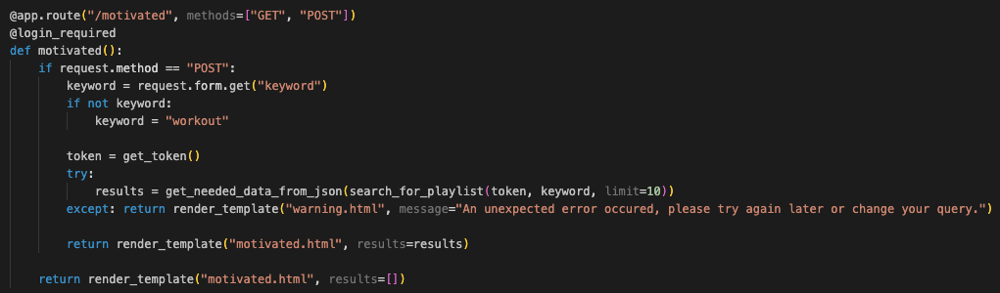 @app.route("/motivated", methods=["GET", "POST"])
@login_required
def motivated():
    if request.method == "POST":
        keyword = request.form.get("keyword")
        if not keyword:
            keyword = "workout"

        token = get_token()
        try:
            results = get_needed_data_from_json(search_for_playlist(token, keyword, limit=10))
        except: return render_template("warning.html", message="An unexpected error occured, please try again later or change your query.")

        return render_template("motivated.html", results=results)

    return render_template("motivated.html", results=[])